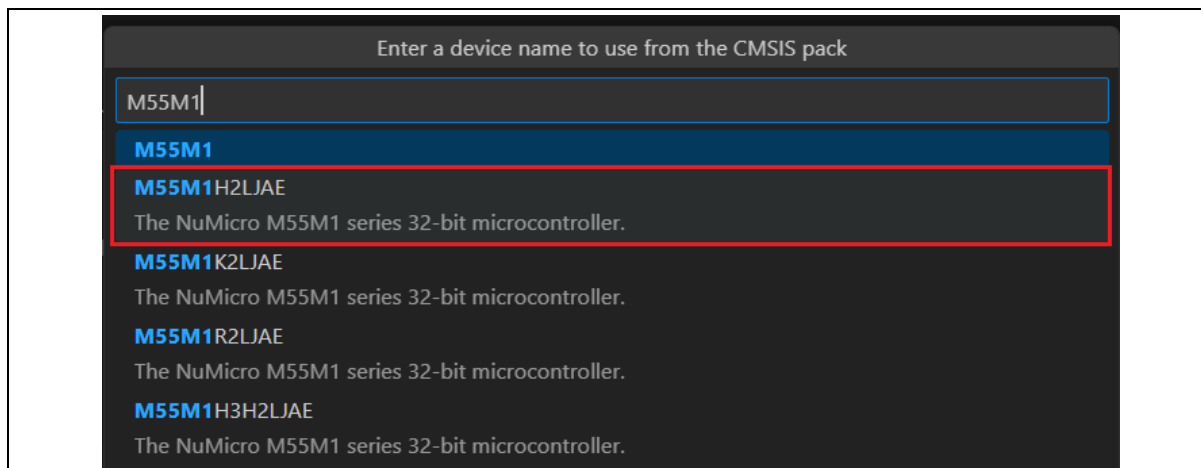 Enter a device name to use from the CMSIS pack
M55M1
M55M1
M55M1H2LJAE
The NuMicro M55M1 series 32-bit microcontroller.
M55M1K2LJAE
The NuMicro M55M1 series 32-bit microcontroller.
M55M1R2LJAE
The NuMicro M55M1 series 32-bit microcontroller.
M55M1H3H2LJAE
The NuMicro M55M1 series 32-bit microcontroller.